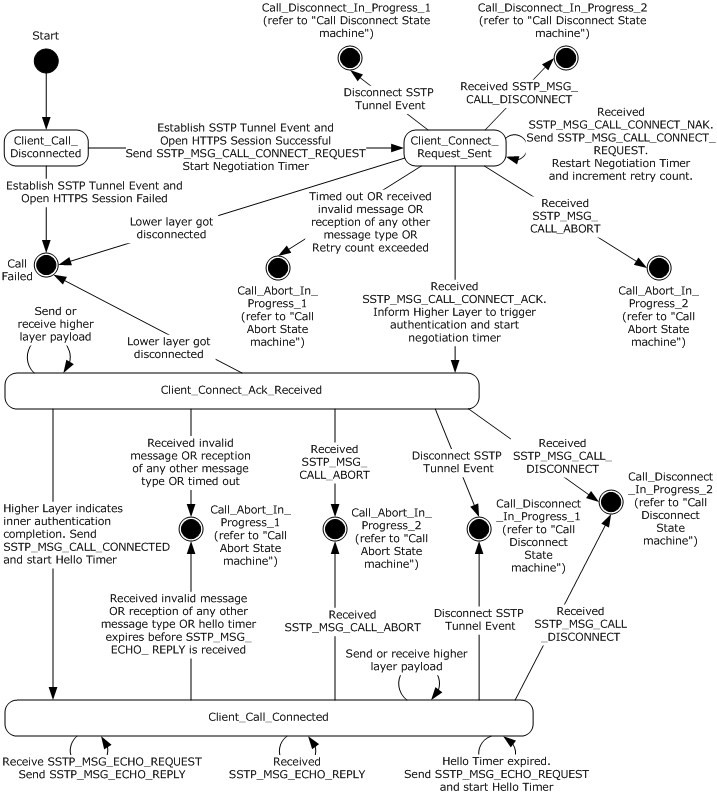 Call_Disconnect_In_Progress_1
(refer to "Call Disconnect State
machine")
Call_Disconnect_In_Progress_2
(refer to "Call Disconnect State
machine")
Start
Disconnect SSTP
Tunnel Event
Received SSTP_MSG_
CALL_DISCONNECT
Client_Call_
Disconnected
Establish SSTP Tunnel Event and
Open HTTPS Session Successful
Send SSTP_MSG_CALL_CONNECT_REQUEST
Start Negotiation Timer
Client_Connect_
Request_Sent
Received
SSTP_MSG_CALL_CONNECT_NAK.
Send SSTP_MSG_CALL_CONNECT_
REQUEST.
Restart Negotiation Timer
and increment retry count.
Establish SSTP Tunnel Event and
Open HTTPS Session Failed
Lower layer got
disconnected
Timed out OR received
invalid message OR
reception of any other
message type OR
Retry count exceeded
Received
SSTP_MSG_
CALL_ABORT
Call
Failed
Call_Abort_In_
Progress_1
(refer to "Call
Abort State
machine")
Received
SSTP_MSG_CALL_CONNECT_ACK.
Inform Higher Layer to trigger
authentication and start
negotiation timer
Call_Abort_In_
Progress_2
(refer to "Call
Abort State
machine")
Send or
receive higher
layer payload
Lower layer got
disconnected
Client_Connect_Ack_Received
Received invalid
message OR reception
of any other message
type OR timed out
Received
SSTP_MSG_
CALL_ABORT
Disconnect SSTP
Tunnel Event
Received
SSTP_MSG_CALL_
DISCONNECT
Higher Layer indicates
inner authentication
completion. Send
SSTP_MSG_CALL_CONNECTED
and start Hello Timer
Call_Abort_In_
Progress_1
(refer to "Call
Abort State
machine")
Call_Abort_In_
Progress_2
(refer to "Call
Abort State
machine")
Call_Disconnect
_In_Progress_1
(refer to "Call
Disconnect
State
machine")
Call_Disconnect
_In_Progress_2
(refer to "Call
Disconnect
State
machine")
Received invalid message
OR reception of any other
message type OR hello timer
expires before SSTP_MSG_
ECHO_ REPLY is received
Received
SSTP_MSG_CALL_ABORT
Disconnect SSTP
Tunnel Event
Received
SSTP_MSG_CALL
_DISCONNECT
Send or receive higher
layer payload
Client_Call_Connected
Receive SSTP_MSG_ECHO_REQUEST
Send SSTP_MSG_ECHO_REPLY
Received
SSTP_MSG_ECHO_REPLY
Hello Timer expired.
Send SSTP_MSG_ECHO_REQUEST
and start Hello Timer